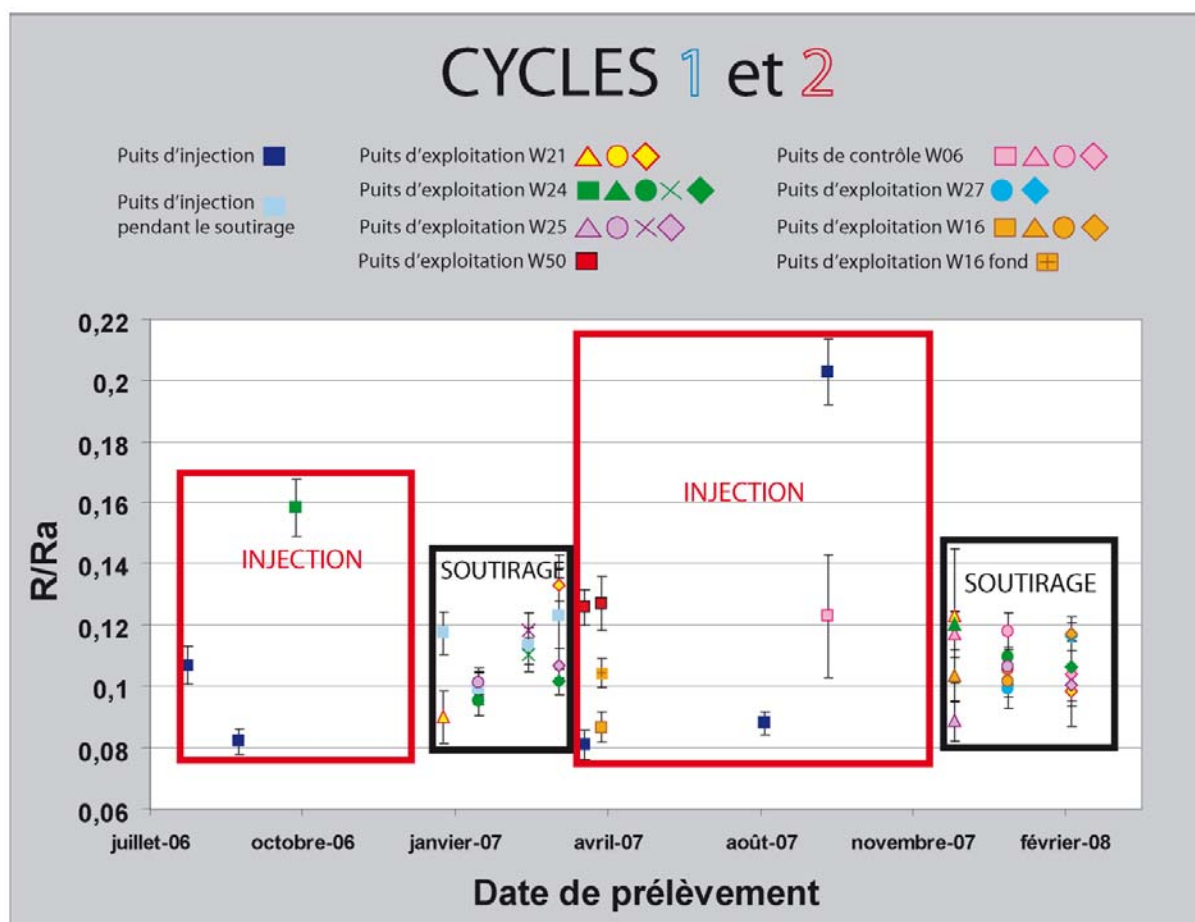 CYCLES 1 et 2
Puits d'injection
Puits d'injection
pendant le soutirage
Puits d'exploitation W21
Puits d'exploitation W24
Puits d'exploitation W25
Puits d'exploitation W50
Puits de contrôle W06
Puits d'exploitation W27
Puits d'exploitation W16
Puits d'exploitation W16 fond
R/Ra
0,22
0,2
0,18
0,16
0,14
0,12
0,1
0,08
0,06
INJECTION
SOUTIRAGE
INJECTION
SOUTIRAGE
juillet-06
octobre-06
janvier-07
avril-07
août-07
novembre-07
février-08
Date de prélèvement